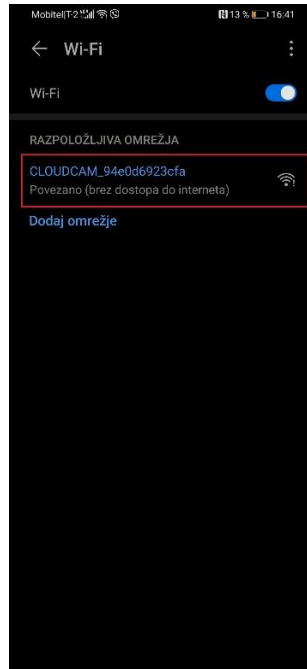 Mobitel|T-2 13 % 16:41
Wi-Fi
Wi-Fi
RAZPOLOŽLJIVA OMREŽJA
CLOUDCAM_94e0d6923cfa
Povezano (brez dostopa do interneta)
Dodaj omrežje